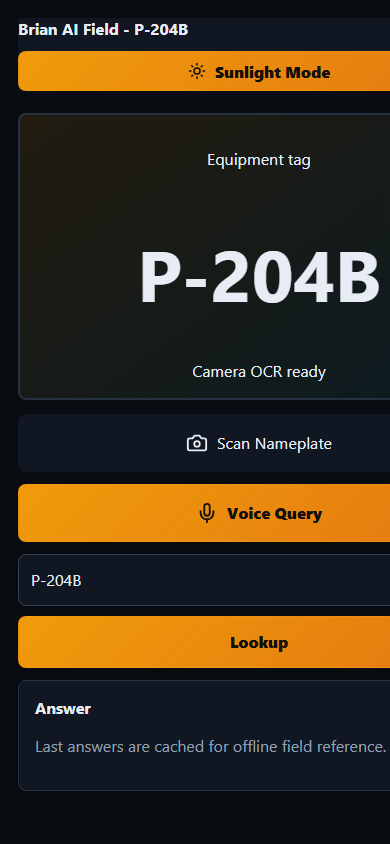 Brian AI Field - P-204B
Sunlight Mode
Equipment tag
P-204B
Camera OCR ready
Scan Nameplate
Voice Query
P-204B
Lookup
Answer
Last answers are cached for offline field reference.